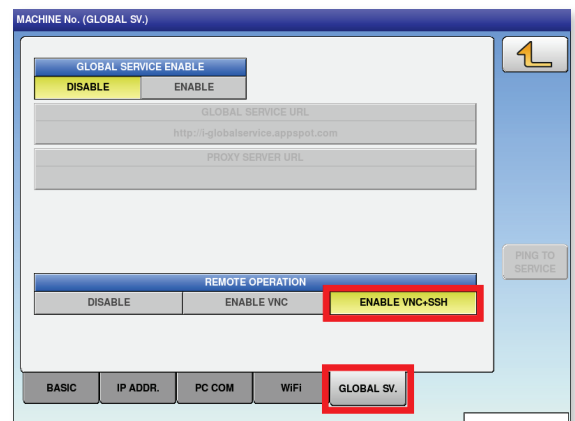 MACHINE No. (GLOBAL SV.)
GLOBAL SERVICE ENABLE
DISABLE ENABLE
GLOBAL SERVICE URL
http://i-globalservice.appspot.com
PROXY SERVER URL
PING TO
SERVICE
REMOTE OPERATION
DISABLE ENABLE VNC ENABLE VNC+SSH
BASIC IP ADDR. PC COM WiFi GLOBAL SV.